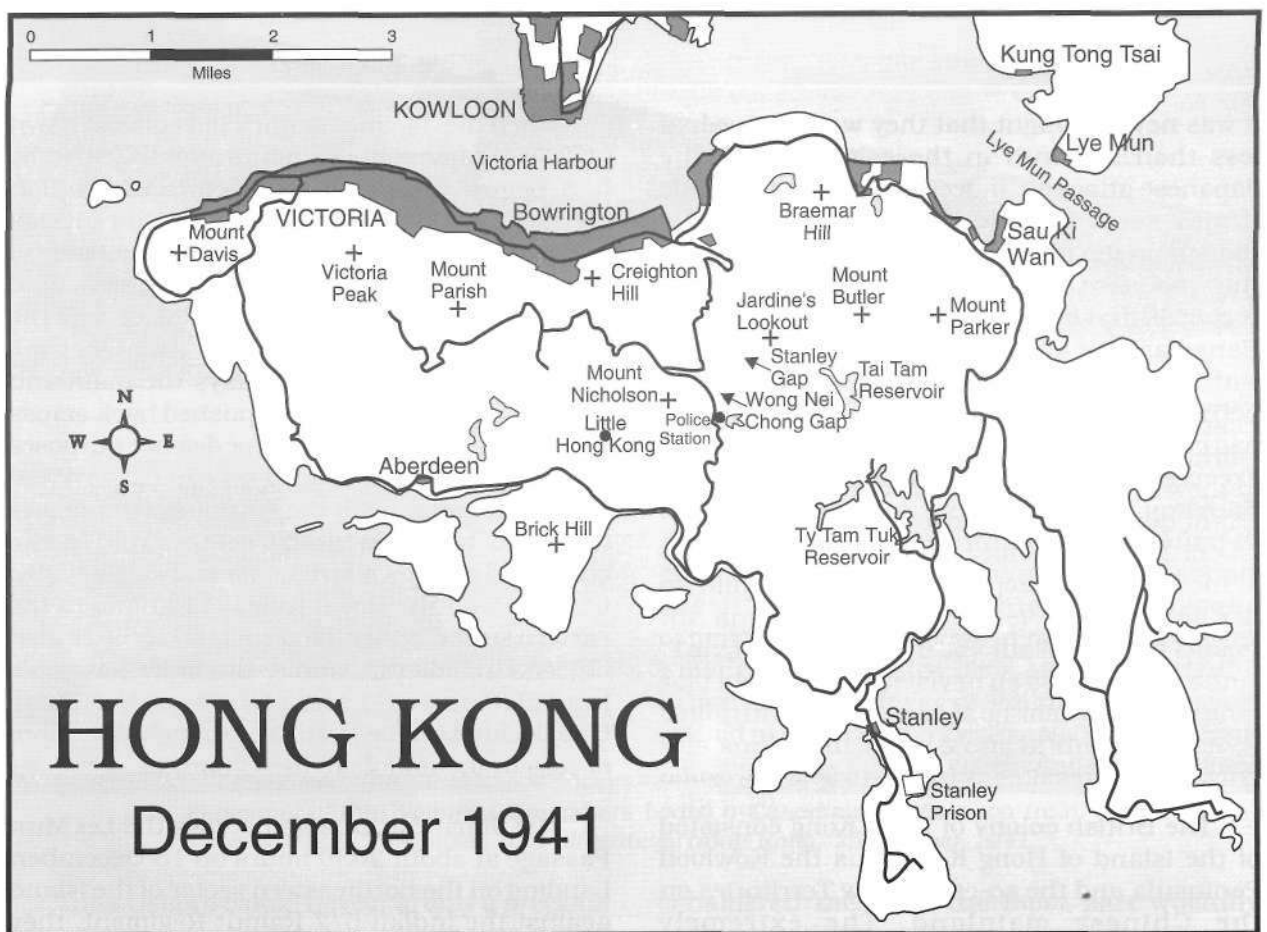 0 1 2 3
Miles
Kung Tong Tsai
KOWLOON
Lye Mun
Lye Mun Passage
Victoria Harbour
VICTORIA
Bowrington
Braemar
Hill
Sau Ki
Wan
Mount
Davis
Victoria
Peak
Mount
Parish
Creighton
Hill
Mount
Butler
Mount
Parker
Jardine's
Lookout
Stanley
Gap
Tai Tam
Reservoir
Mount
Nicholson
Wong Nei
Chong Gap
Police
Station
Little
Hong Kong
N
W E
S
Aberdeen
Brick Hill
Ty Tam Tuk
Reservoir
Stanley
Stanley
Prison
HONG KONG
December 1941